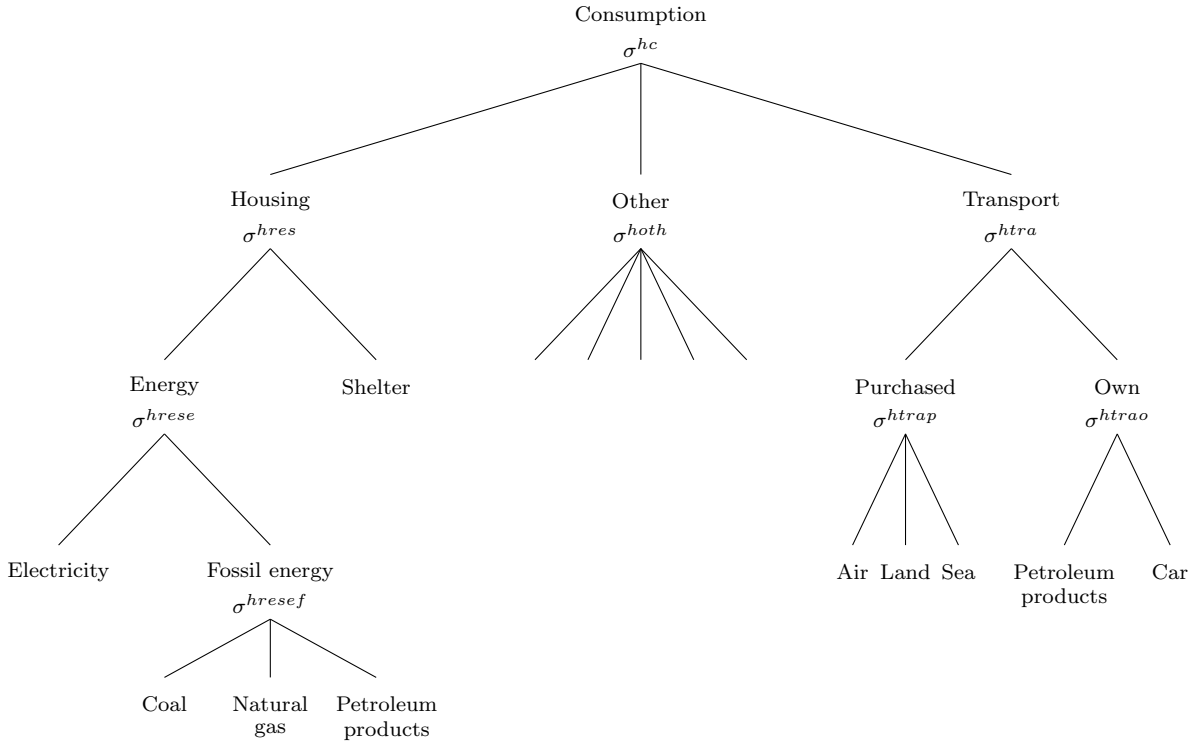 Consumption
σ^{hc}
Housing
Other
Transport
σ^{hres}
σ^{hoth}
σ^{htra}
Energy
Shelter
Purchased
Own
σ^{hrese}
σ^{htrap}
σ^{htrao}
Electricity
Fossil energy
Air
Land
Sea
Petroleum
products
Car
σ^{hresef}
Coal
Natural
gas
Petroleum
products